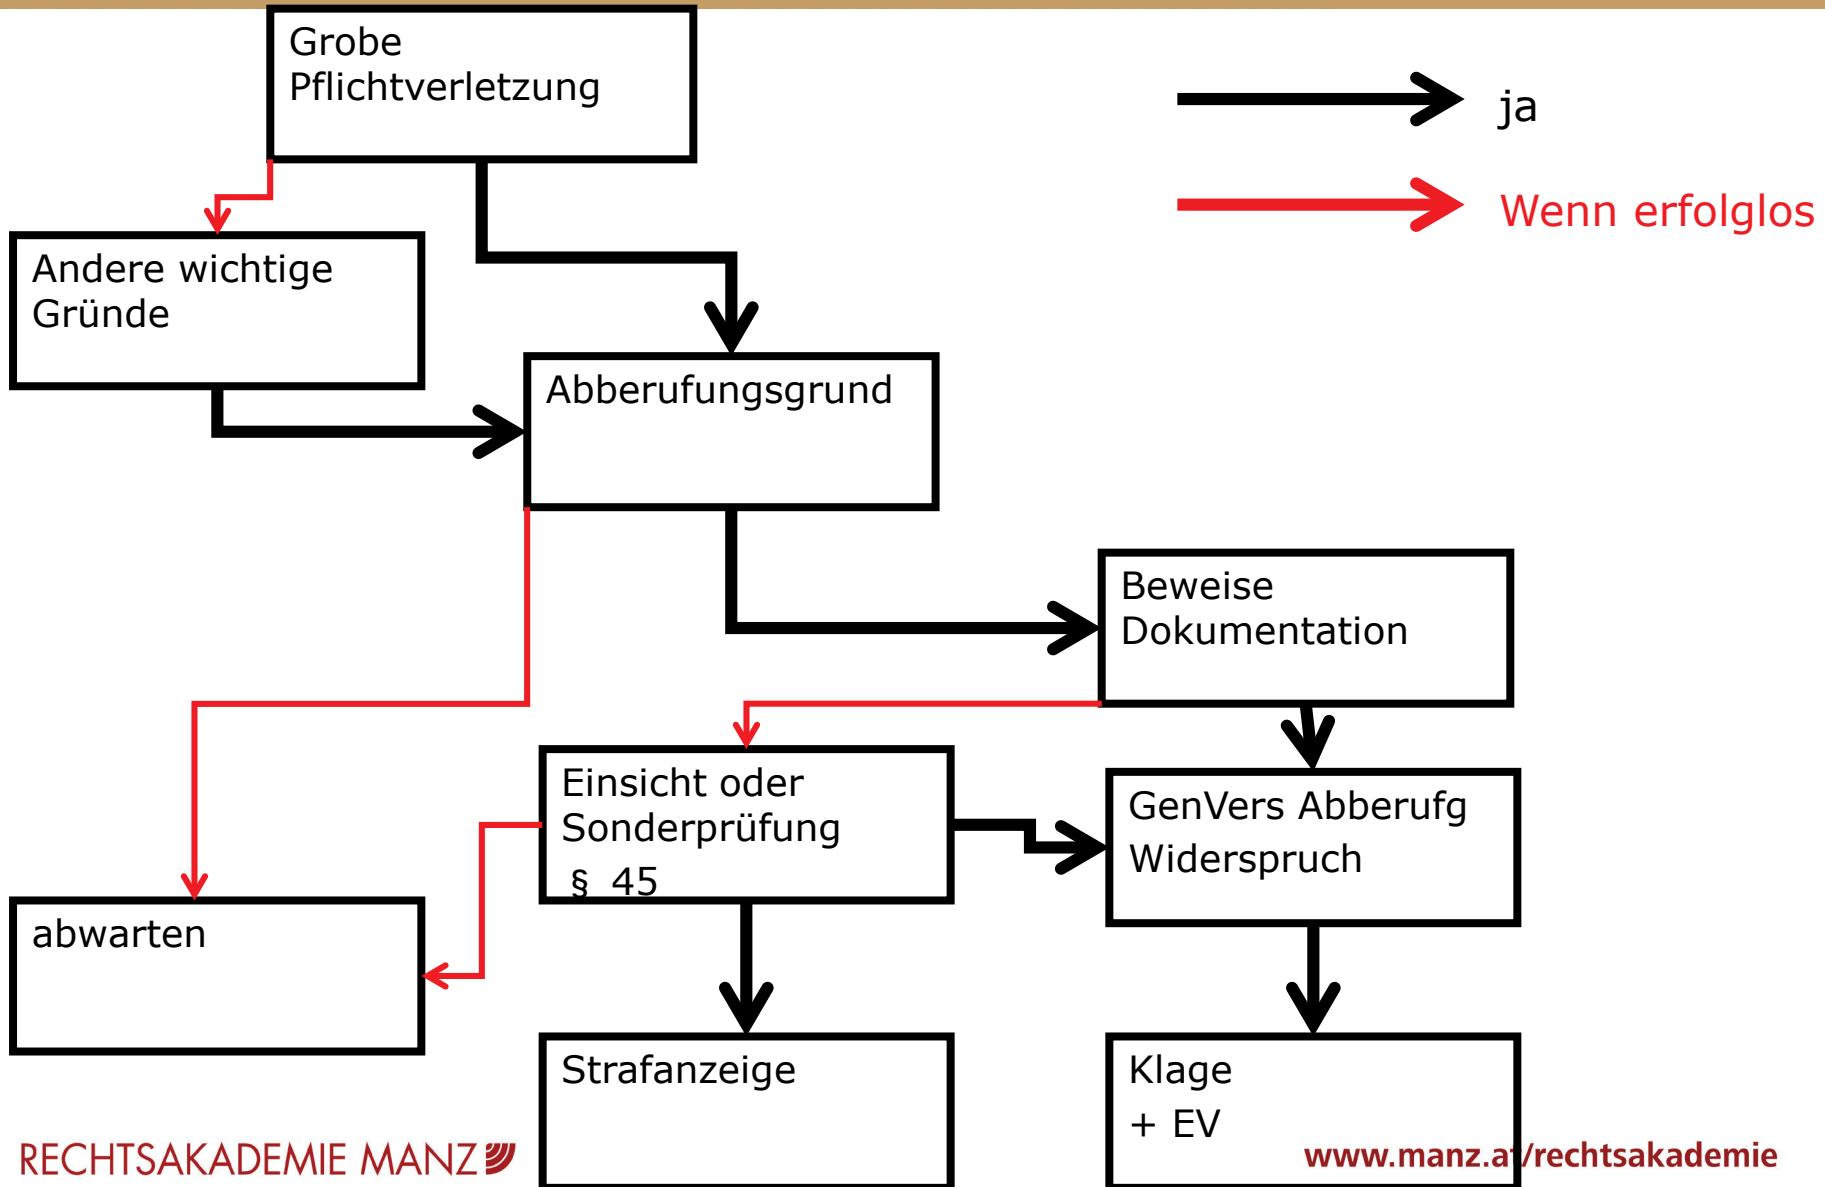 Grobe
Pflichtverletzung
ja
Wenn erfolglos
Andere wichtige
Gründe
Abberufungsgrund
Beweise
Dokumentation
Einsicht oder
Sonderprüfung
§ 45
GenVers Abberufg
Widerspruch
abwarten
Strafanzeige
Klage
+ EV
RECHTSAKADEMIE MANZ
www.manz.at/rechtsakademie